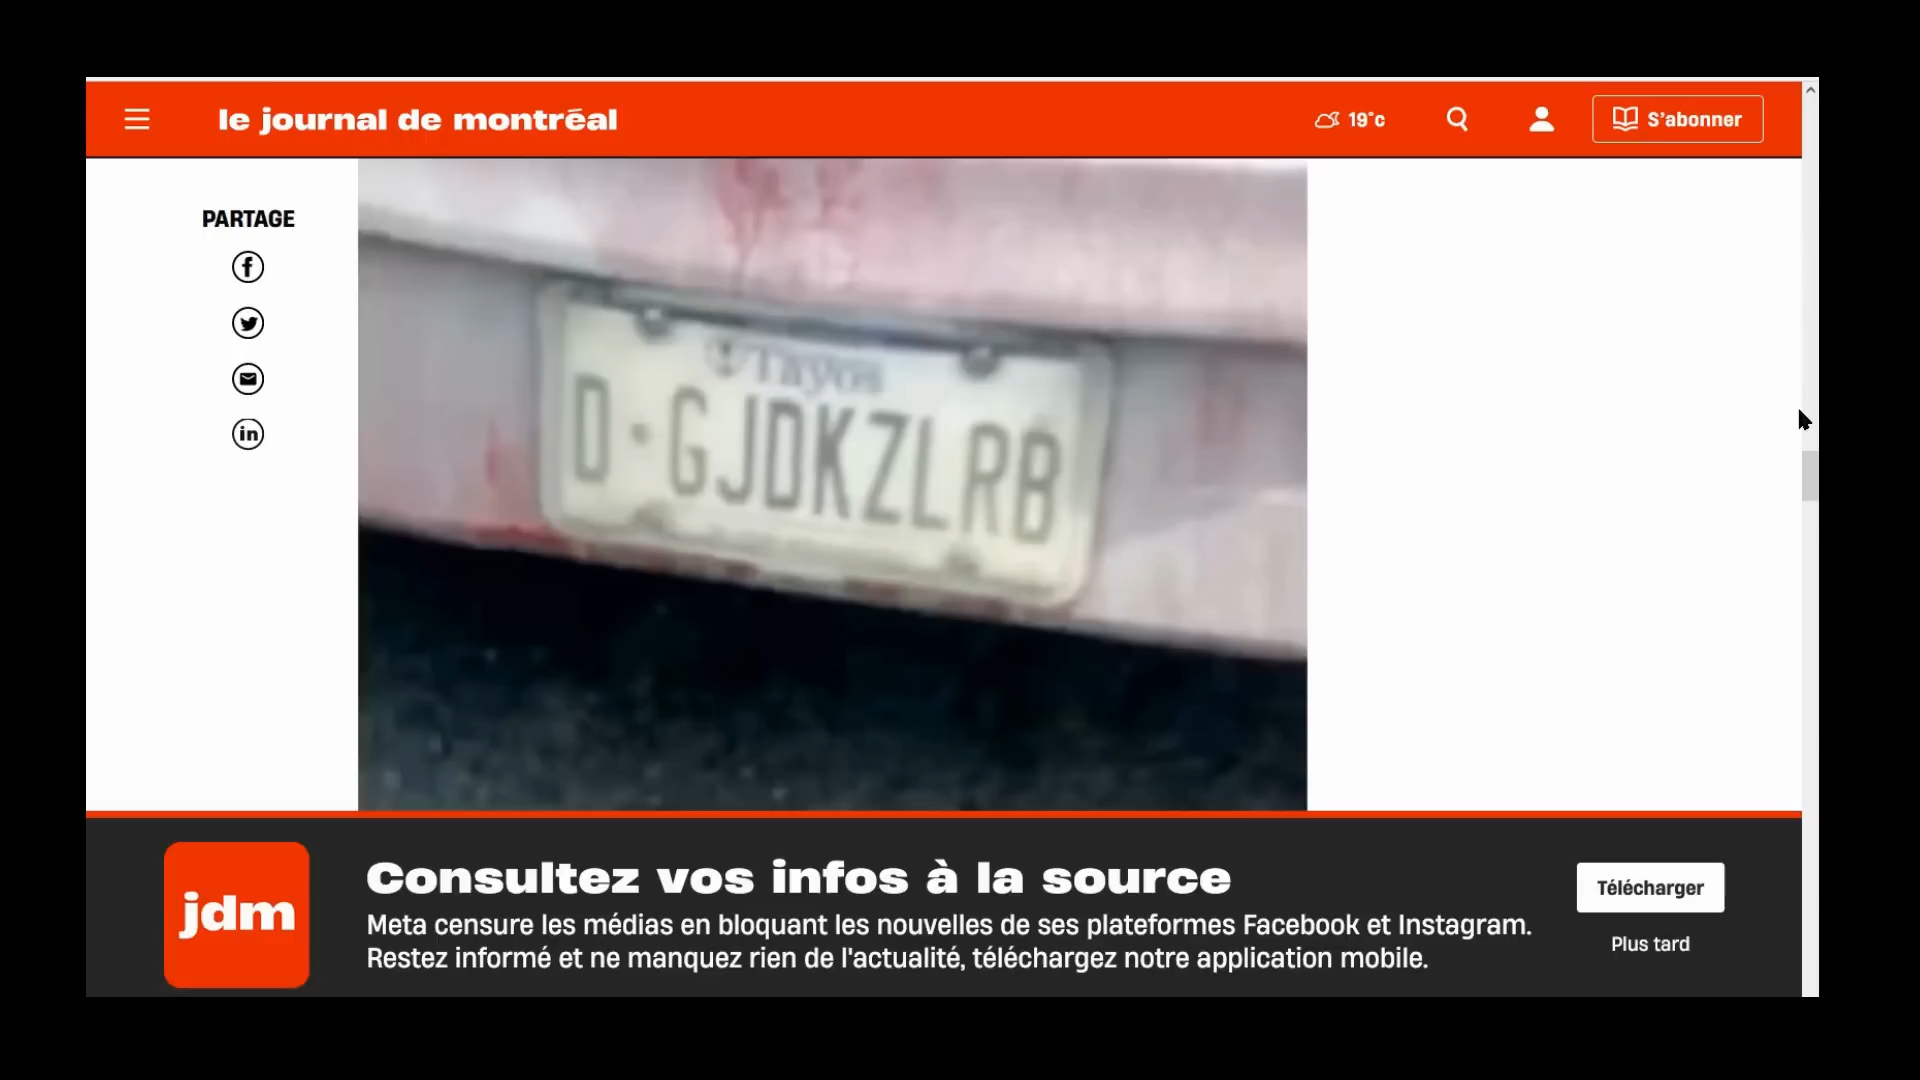 le journal de montréal
19°c
S'abonner
PARTAGE
Tayos
D·GJDKZLRB
jdm
Consultez vos infos à la source
Meta censure les médias en bloquant les nouvelles de ses plateformes Facebook et Instagram.
Restez informé et ne manquez rien de l'actualité, téléchargez notre application mobile.
Télécharger
Plus tard